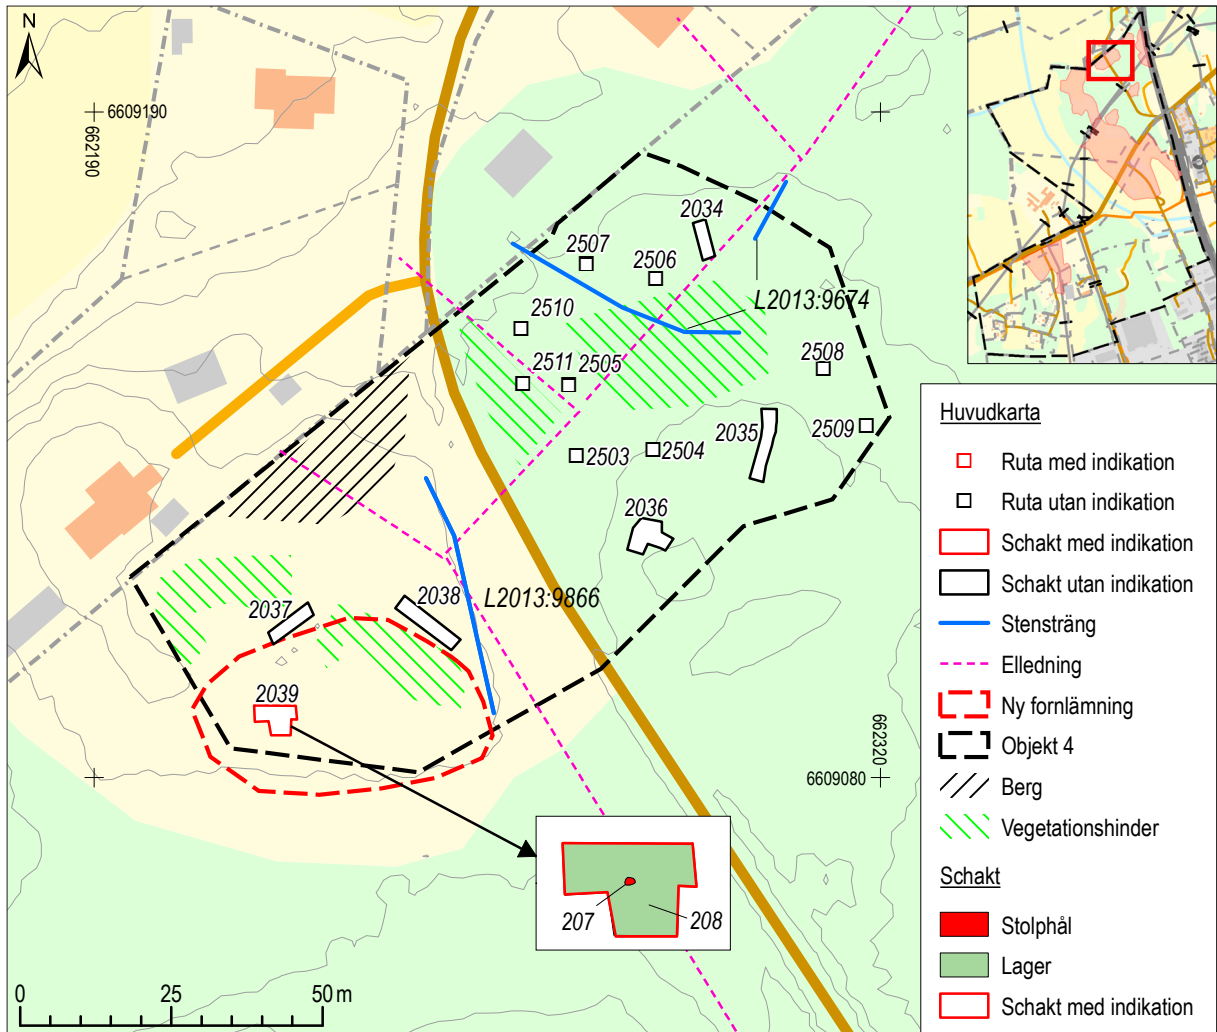 N
6609190
662190
2034
2507
2506
2510
L2013:9674
2511
2505
2508
2035
2509
2503
2504
2036
2037
2038
L2013:9866
2039
662320
6609080
207
208
0 25 50 m
Huvudkarta
Ruta med indikation
Ruta utan indikation
Schakt med indikation
Schakt utan indikation
Stensträng
Elledning
Ny fornlämning
Objekt 4
Berg
Vegetationshinder
Schakt
Stolphål
Lager
Schakt med indikation